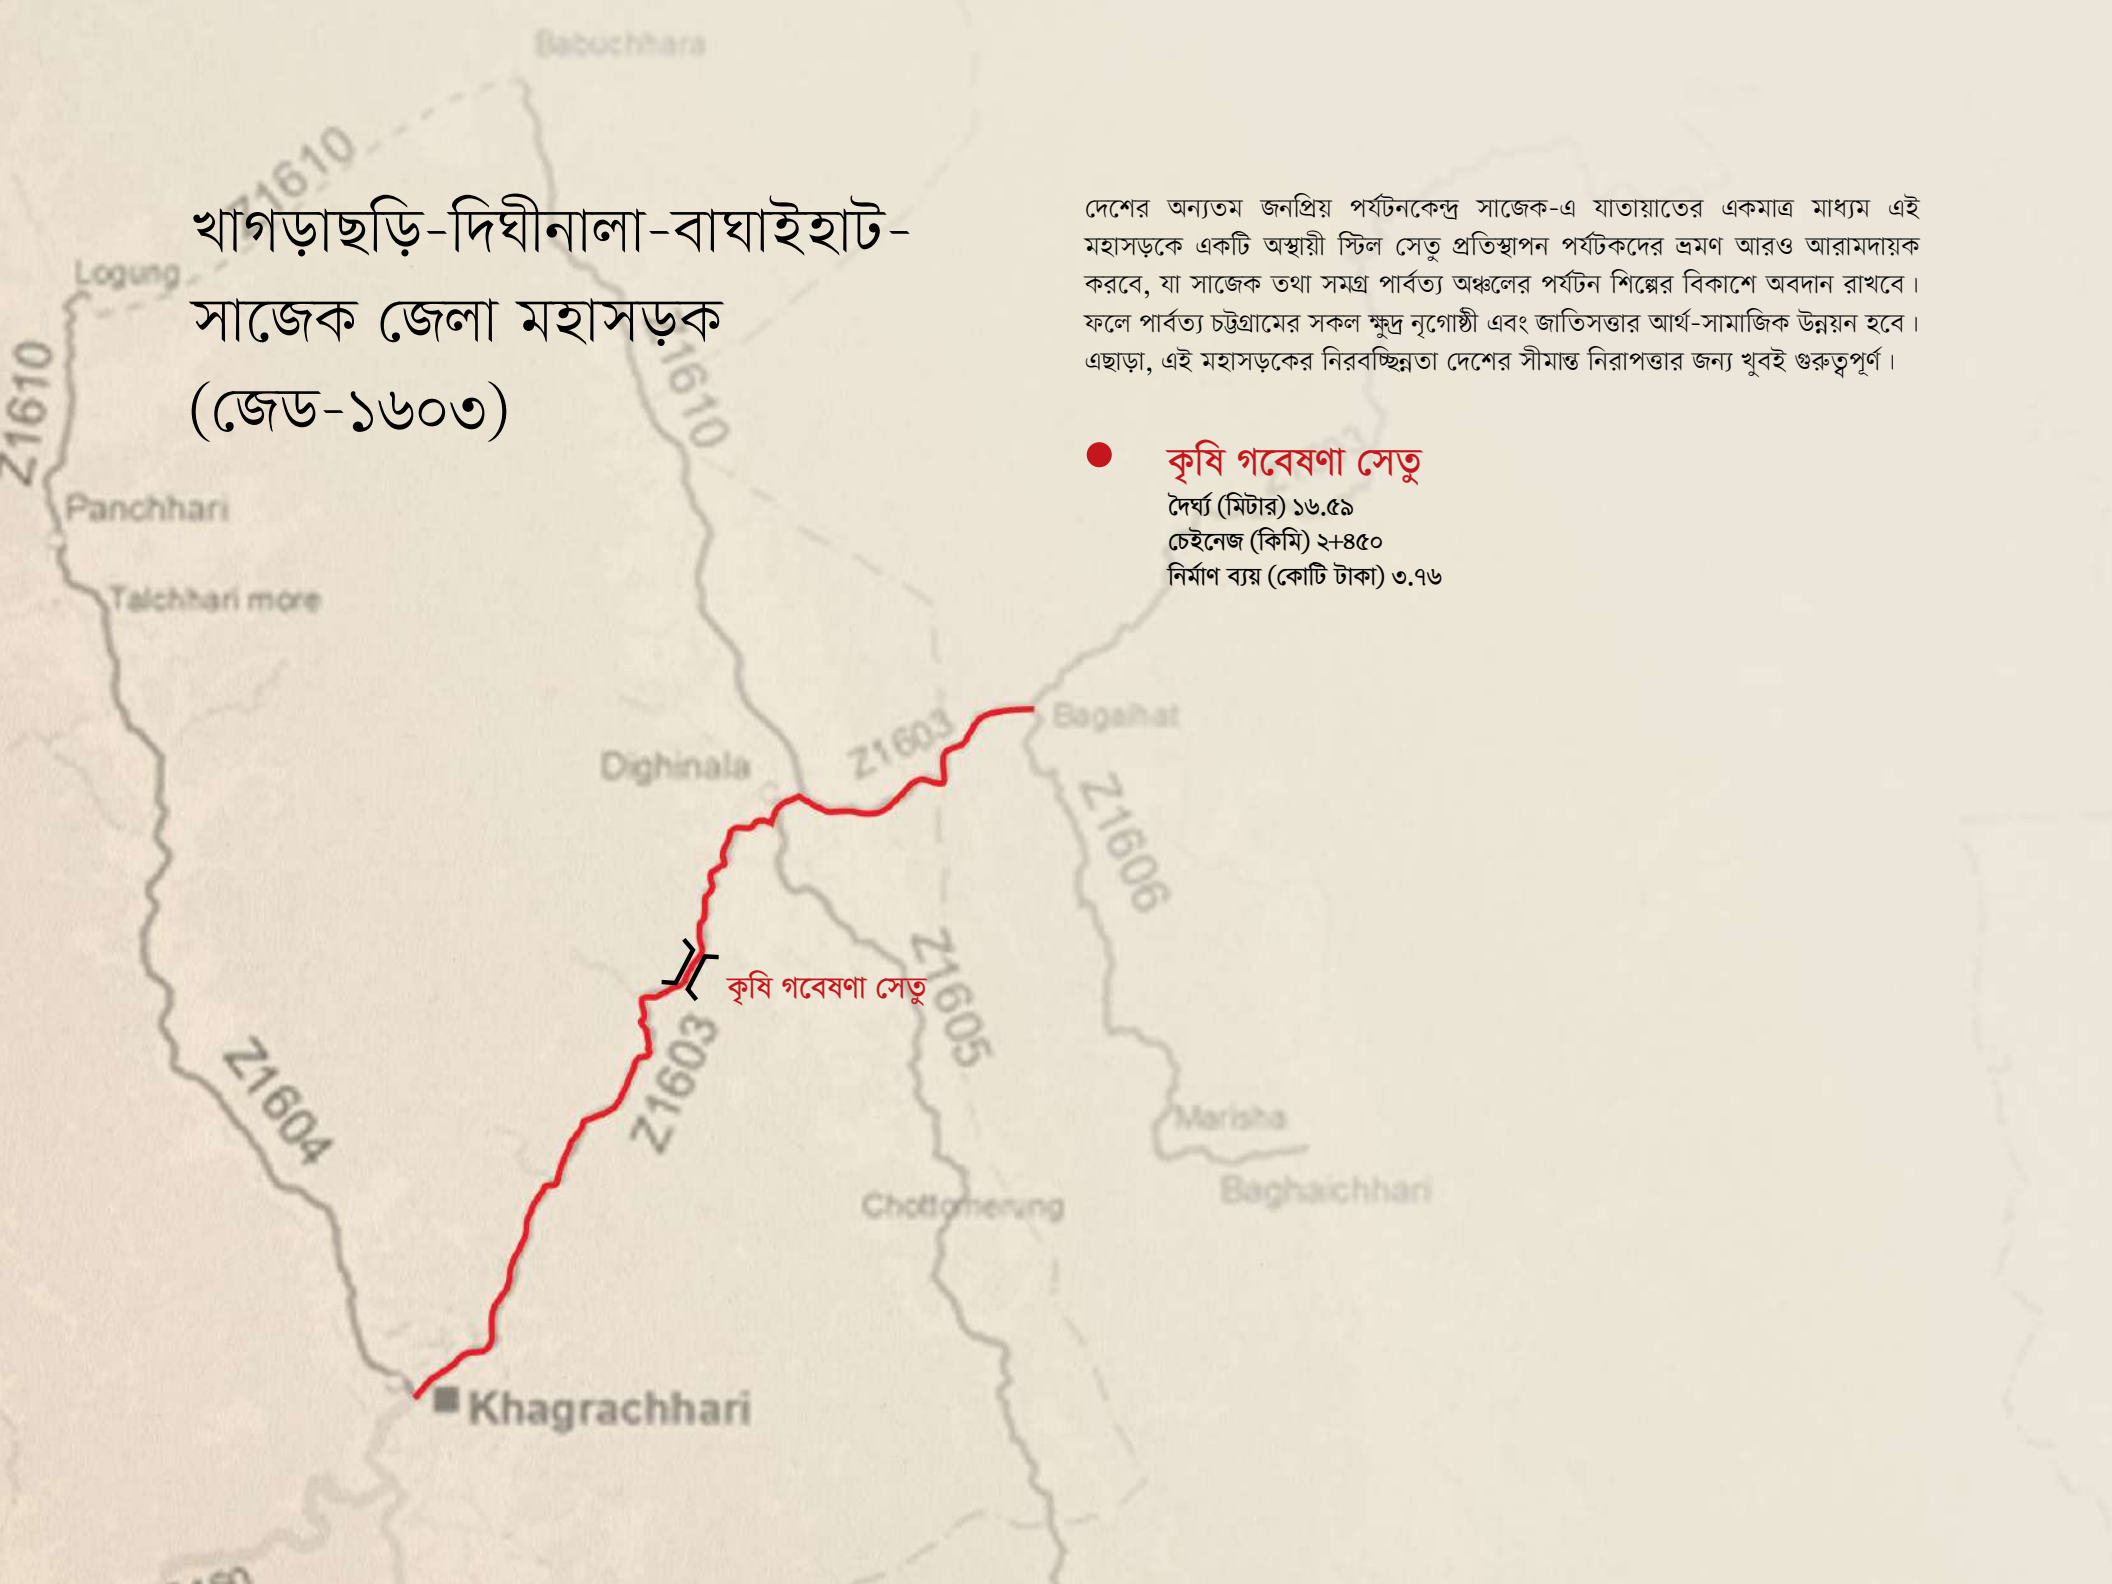 খাগড়াছড়ি-দিঘীনালা-বাঘাইহাট-
সাজেক জেলা মহাসড়ক
(জেড-১৬০৩)
দেশের অন্যতম জনপ্রিয় পর্যটনকেন্দ্র সাজেক-এ যাতায়াতের একমাত্র মাধ্যম এই
মহাসড়কে একটি অস্থায়ী স্টিল সেতু প্রতিস্থাপন পর্যটকদের ভ্রমণ আরও আরামদায়ক
করবে, যা সাজেক তথা সমগ্র পার্বত্য অঞ্চলের পর্যটন শিল্পের বিকাশে অবদান রাখবে।
ফলে পার্বত্য চট্টগ্রামের সকল ক্ষুদ্র নৃগোষ্ঠী এবং জাতিসত্তার আর্থ-সামাজিক উন্নয়ন হবে।
এছাড়া, এই মহাসড়কের নিরবচ্ছিন্নতা দেশের সীমান্ত নিরাপত্তার জন্য খুবই গুরুত্বপূর্ণ।
কৃষি গবেষণা সেতু
দৈর্ঘ্য (মিটার) ১৬.৫৯
চেইনেজ (কিমি) ২+৪৫০
নির্মাণ ব্যয় (কোটি টাকা) ৩.৭৬
Babuchhara
Z1610
Logung
Z1610
Z1610
Panchhari
Talchhari more
Dighinala
Z1603
Bagaihat
Z1606
কৃষি গবেষণা সেতু
Z1605
Z1603
Z1604
Marisha
Baghaichhari
Chottomerung
Khagrachhari